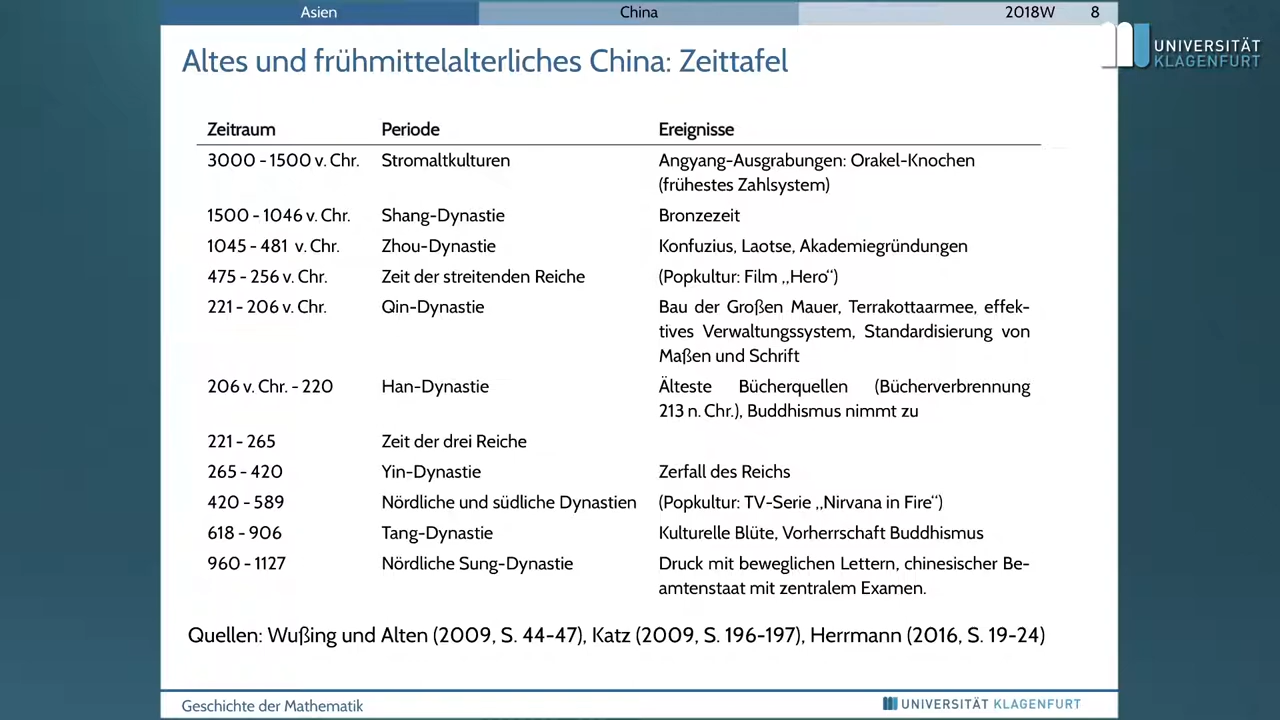 Asien China 2018W 8
UNIVERSITÄT
KLAGENFURT
Altes und frühmittelalterliches China: Zeittafel
Zeitraum Periode Ereignisse
3000 - 1500 v. Chr. Stromaltkulturen Angyang-Ausgrabungen: Orakel-Knochen
(frühestes Zahlsystem)
1500 - 1046 v. Chr. Shang-Dynastie Bronzezeit
1045 - 481 v. Chr. Zhou-Dynastie Konfuzius, Laotse, Akademiegründungen
475 - 256 v. Chr. Zeit der streitenden Reiche (Popkultur: Film „Hero“)
221 - 206 v. Chr. Qin-Dynastie Bau der Großen Mauer, Terrakottaarmee, effek-
tives Verwaltungssystem, Standardisierung von
Maßen und Schrift
206 v. Chr. - 220 Han-Dynastie Älteste Bücherquellen (Bücherverbrennung
213 n. Chr.), Buddhismus nimmt zu
221 - 265 Zeit der drei Reiche
265 - 420 Yin-Dynastie Zerfall des Reichs
420 - 589 Nördliche und südliche Dynastien (Popkultur: TV-Serie „Nirvana in Fire“)
618 - 906 Tang-Dynastie Kulturelle Blüte, Vorherrschaft Buddhismus
960 - 1127 Nördliche Sung-Dynastie Druck mit beweglichen Lettern, chinesischer Be-
amtenstaat mit zentralem Examen.
Quellen: Wußing und Alten (2009, S. 44-47), Katz (2009, S. 196-197), Herrmann (2016, S. 19-24)
Geschichte der Mathematik UNIVERSITÄT KLAGENFURT